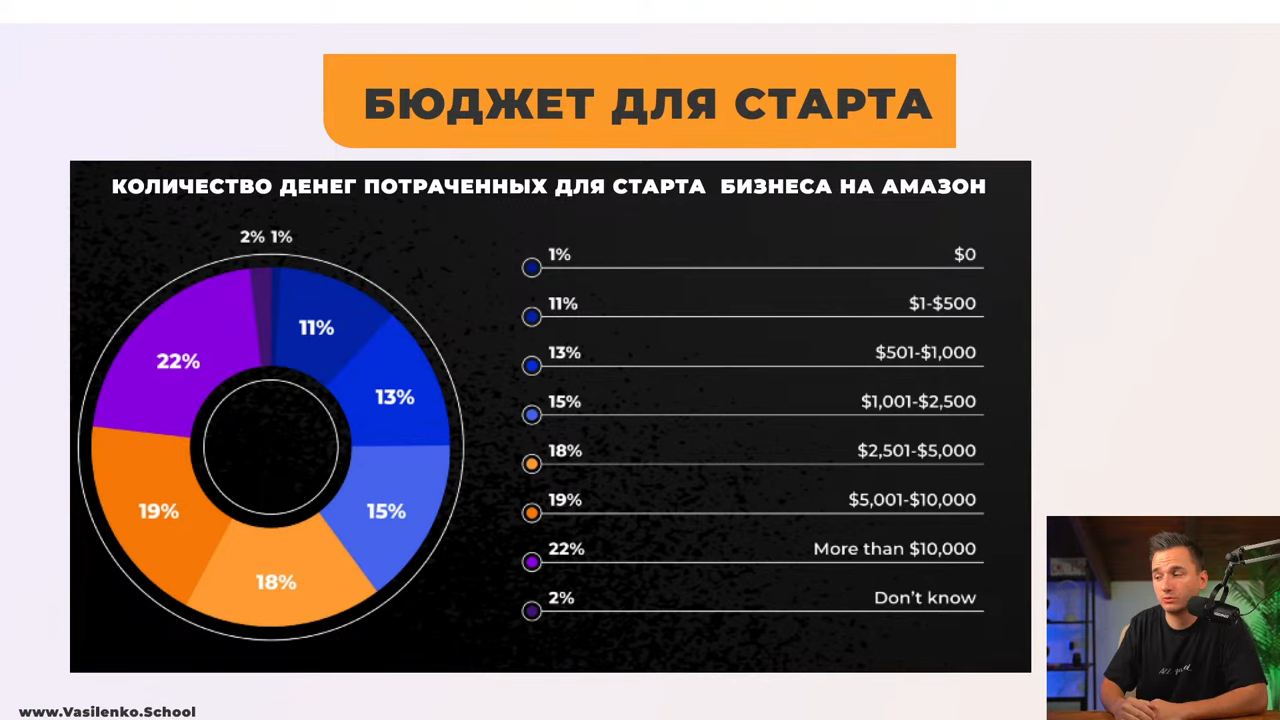 БЮДЖЕТ ДЛЯ СТАРТА
КОЛИЧЕСТВО ДЕНЕГ ПОТРАЧЕННЫХ ДЛЯ СТАРТА БИЗНЕСА НА АМАЗОН
2% 1%
11%
13%
15%
18%
19%
22%
1% $0
11% $1-$500
13% $501-$1,000
15% $1,001-$2,500
18% $2,501-$5,000
19% $5,001-$10,000
22% More than $10,000
2% Don't know
www.Vasilenko.School